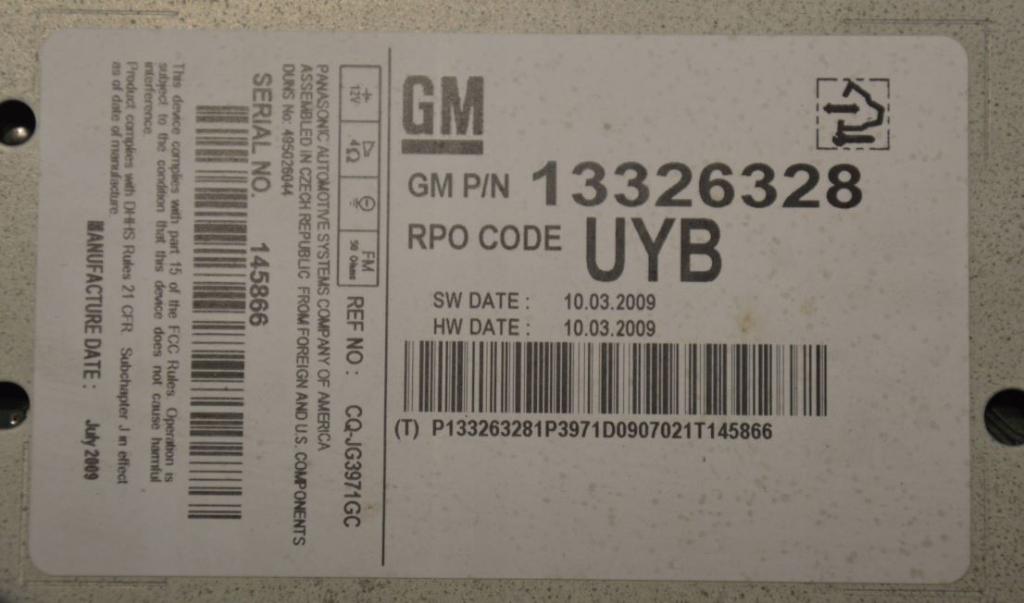 GM
GM P/N 13326328
RPO CODE UYB
SW DATE : 10.03.2009
HW DATE : 10.03.2009
(T) P133263281P3971D0907021T145866
+ 12V 4Ω FM 50 Ohms
REF NO : CQ-JG3971GC
PANASONIC AUTOMOTIVE SYSTEMS COMPANY OF AMERICA
ASSEMBLED IN CZECH REPUBLIC FROM FOREIGN AND U.S. COMPONENTS
DUNS No: 485026044
SERIAL NO. 145866
This device complies with part 15 of the FCC Rules. Operation is
subject to the condition that this device does not cause harmful
interference.
Product complies with DHHS Rules 21 CFR, Subchapter J in effect
as of date of manufacture.
MANUFACTURE DATE : July 2009